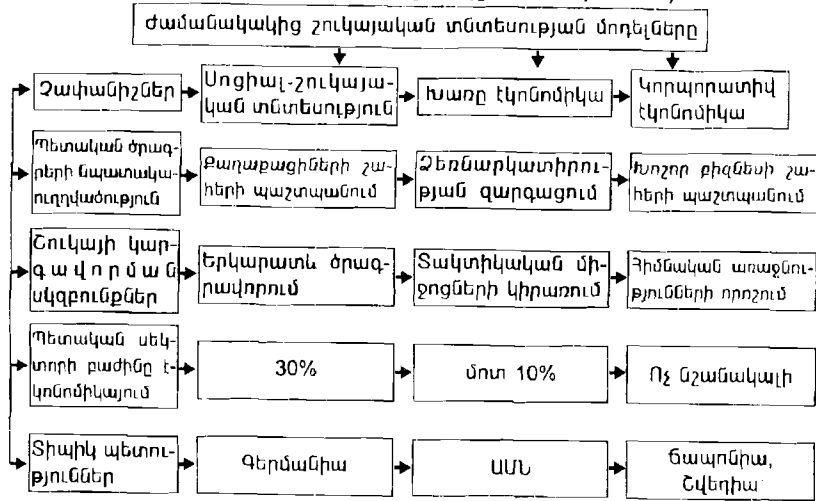 Ժամանակակից շուկայական տնտեսության մոդելները
Չափանիշներ
Սոցիալ-շուկայա-
կան տնտեսություն
Խառը էկոնոմիկա
Կորպորատիվ
էկոնոմիկա
Պետական ծրագ-
րերի նպատակա-
ուղղվածություն
Քաղաքացիների շա-
հերի պաշտպանում
Ձեռնարկատիրու-
թյան զարգացում
Խոշոր բիզնեսի շա-
հերի պաշտպանում
Շուկայի կար-
գավորման
սկզբունքներ
Երկարատև ծրագ-
րավորում
Տակտիկական մի-
ջոցների կիրառում
Հիմնական առաջնու-
թյունների որոշում
Պետական սեկ-
տորի բաժինը է-
կոնոմիկայում
30%
մոտ 10%
Ոչ նշանակալի
Տիպիկ պետու-
թյուններ
Գերմանիա
ԱՄՆ
Ճապոնիա,
Շվեդիա